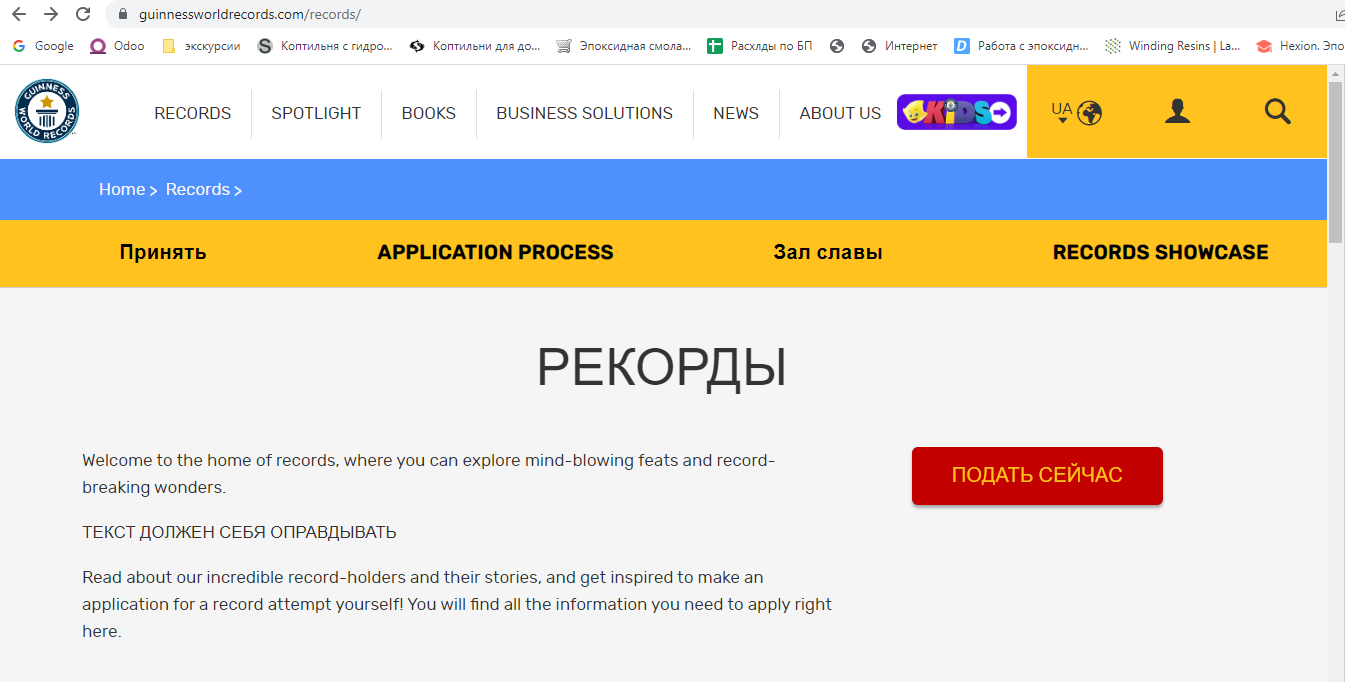 guinnessworldrecords.com/records/
Google Odoo экскурсии Коптильня с гидро... Коптильни для до... Эпоксидная смола... Расхлды по БП Интернет Работа с эпоксидн... Winding Resins | La... Hexion. Эпо
GUINNESS WORLD RECORDS
RECORDS SPOTLIGHT BOOKS BUSINESS SOLUTIONS NEWS ABOUT US KIDS UA
Home > Records >
Принять APPLICATION PROCESS Зал славы RECORDS SHOWCASE
РЕКОРДЫ
Welcome to the home of records, where you can explore mind-blowing feats and record-
breaking wonders.
ТЕКСТ ДОЛЖЕН СЕБЯ ОПРАВДЫВАТЬ
Read about our incredible record-holders and their stories, and get inspired to make an
application for a record attempt yourself! You will find all the information you need to apply right
here.
ПОДАТЬ СЕЙЧАС